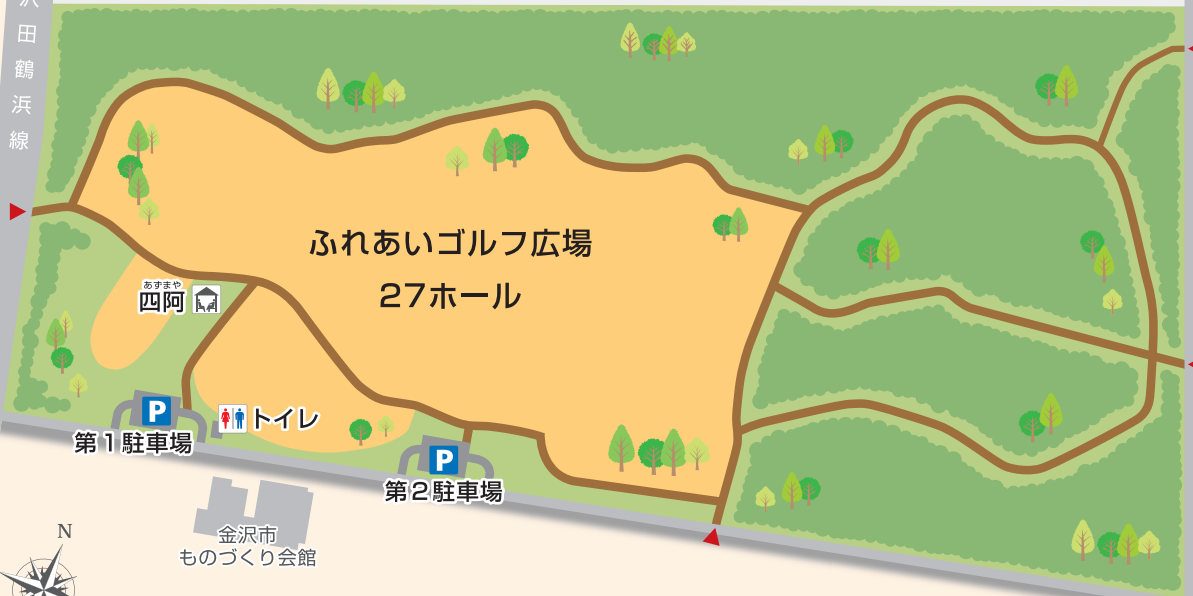 田鶴浜線
ふれあいゴルフ広場
27ホール
あずまや
四阿
P
トイレ
第1駐車場
P
第2駐車場
金沢市
ものづくり会館
N